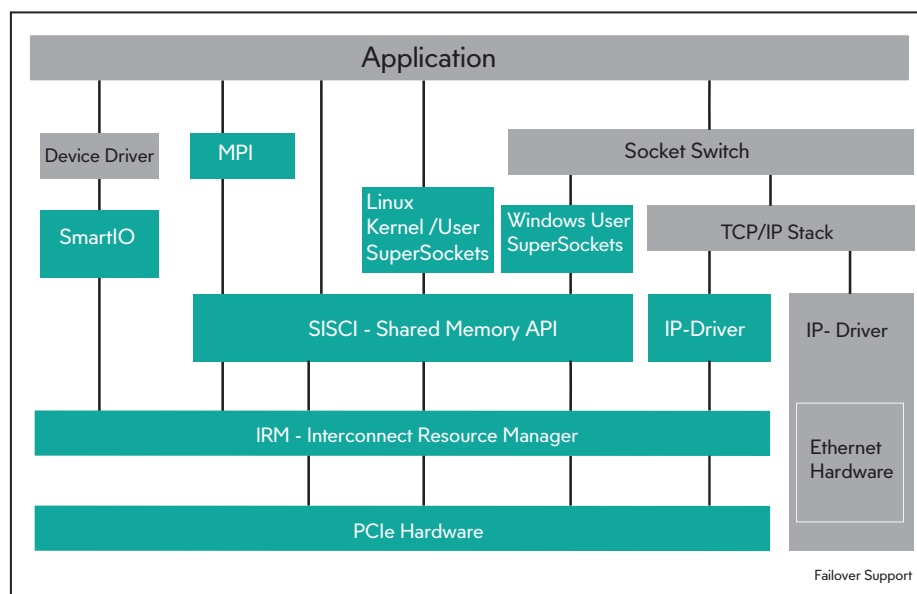 Application
Device Driver
MPI
Socket Switch
Linux
Kernel /User
SuperSockets
Windows User
SuperSockets
SmartIO
TCP/IP Stack
SISCI - Shared Memory API
IP-Driver
IP- Driver
IRM - Interconnect Resource Manager
Ethernet
Hardware
PCIe Hardware
Failover Support